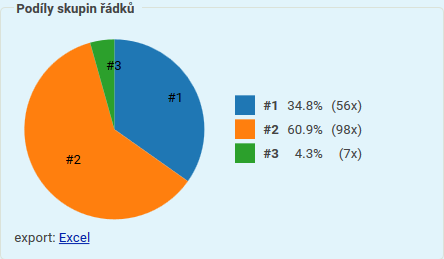 Podíly skupin řádků
#3
#1
#2
#1 34.8% (56x)
#2 60.9% (98x)
#3 4.3% (7x)
export: Excel